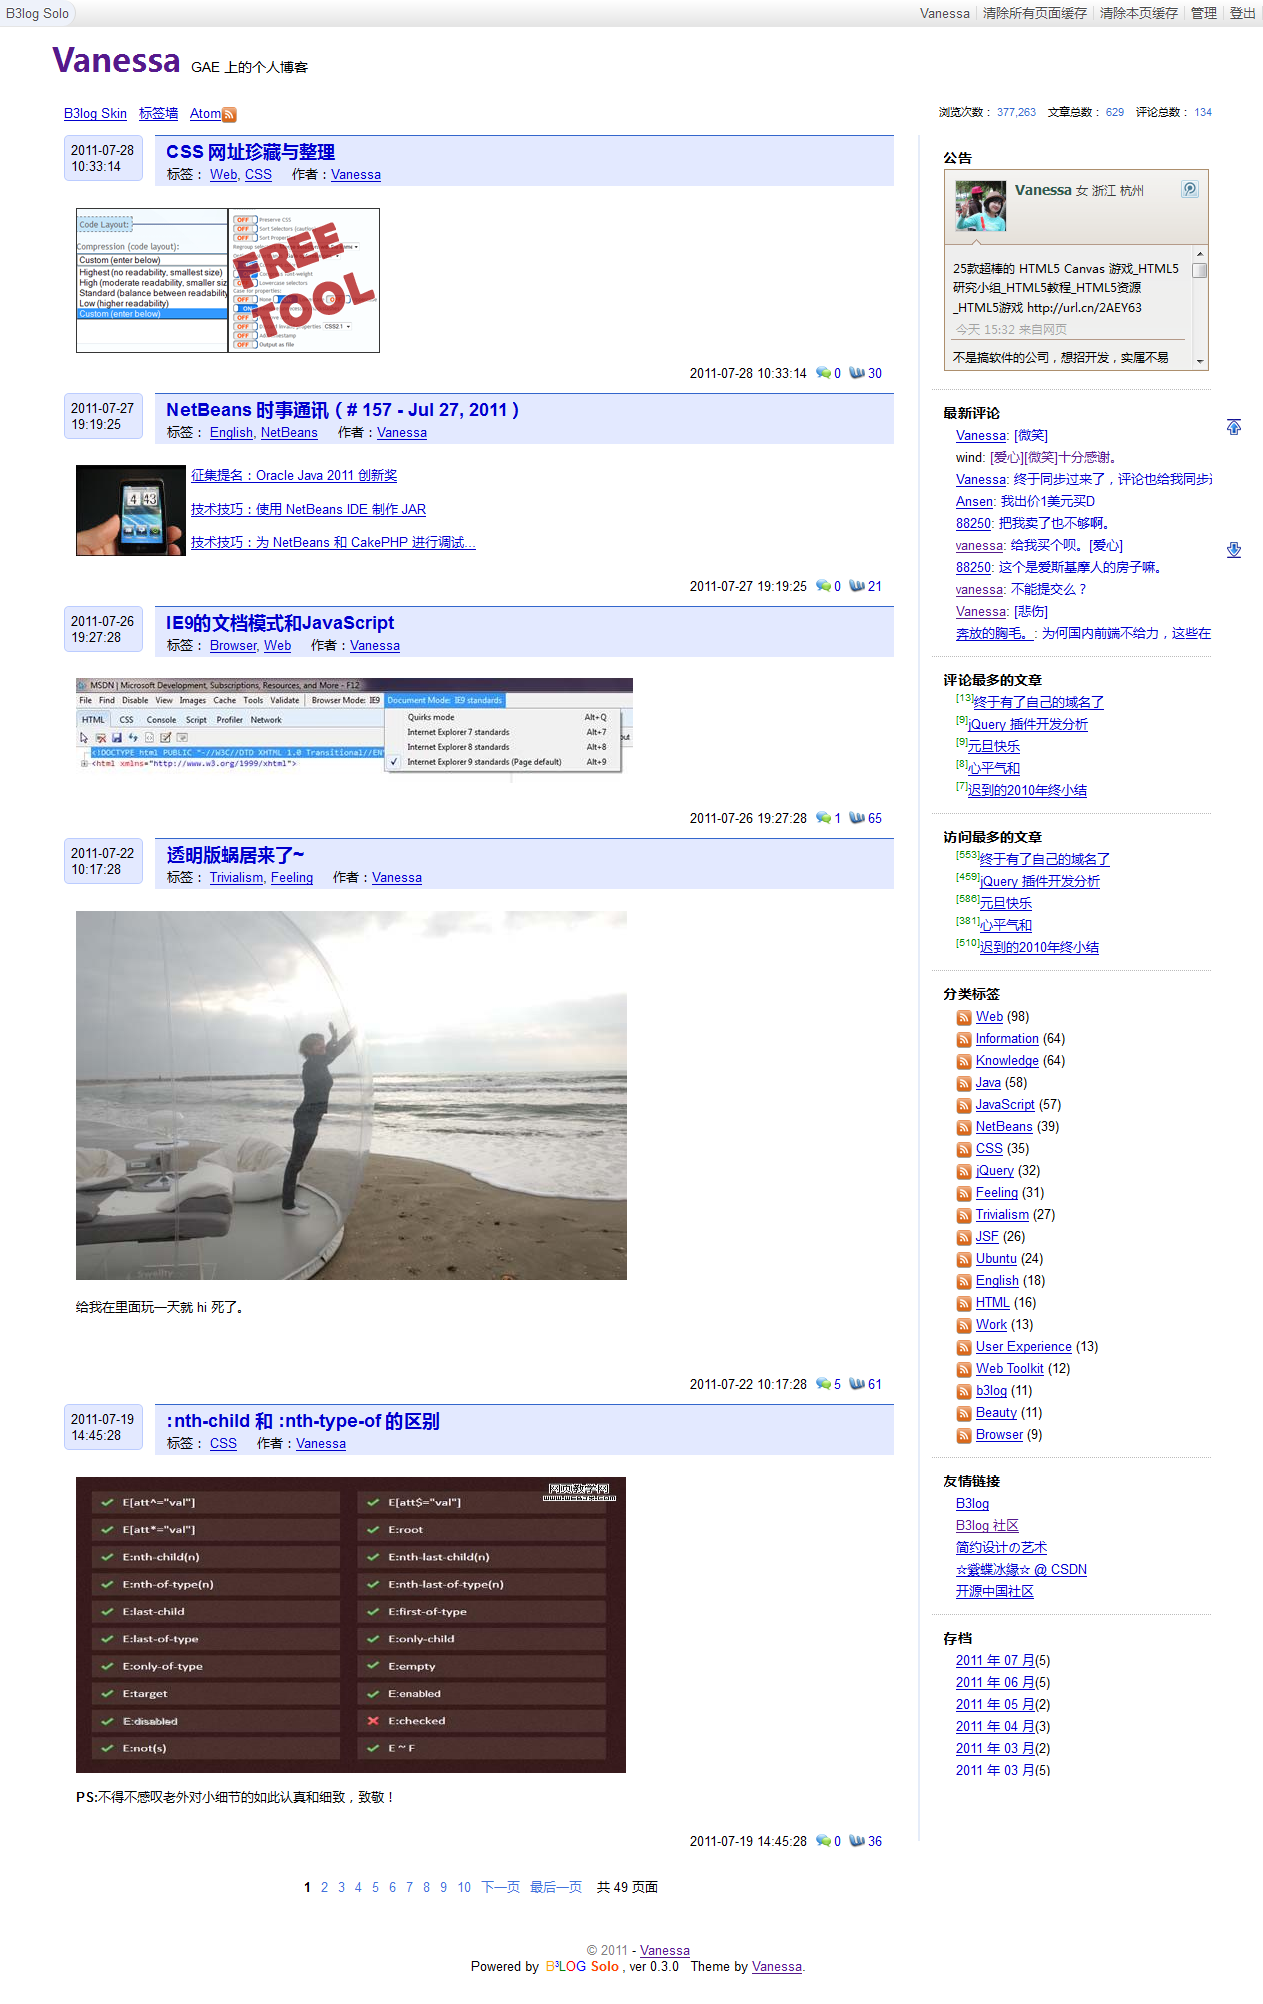 B3log Solo
Vanessa 清除所有页面缓存 清除本页缓存 管理 登出
Vanessa GAE 上的个人博客
B3log Skin 标签墙 Atom
浏览次数： 377,263 文章总数： 629 评论总数： 134
2011-07-28
10:33:14
CSS 网址珍藏与整理
标签： Web, CSS 作者：Vanessa
Code Layout:
Compression (code layout):
Custom (enter below)
Highest (no readability, smallest size)
High (moderate readability, smaller siz
Standard (balance between readability
Low (higher readability)
Custom (enter below)
OFF Preserve CSS
OFF
OFF
OFF Lowercase selectors
Output as file
FREE
TOOL
2011-07-28 10:33:14 0 30
2011-07-27
19:19:25
NetBeans 时事通讯（# 157 - Jul 27, 2011）
标签： English, NetBeans 作者：Vanessa
4 43
征集提名：Oracle Java 2011 创新奖
技术技巧：使用 NetBeans IDE 制作 JAR
技术技巧：为 NetBeans 和 CakePHP 进行调试...
2011-07-27 19:19:25 0 21
2011-07-26
19:27:28
IE9的文档模式和JavaScript
标签： Browser, Web 作者：Vanessa
MSDN | Microsoft Development, Subscriptions, Resources, and More - F12
File Find Disable View Images Cache Tools Validate Browser Mode: IE9 Document Mode: IE9 standards
HTML CSS Console Script Profiler Network
Quirks mode Alt+Q
Internet Explorer 7 standards Alt+7
Internet Explorer 8 standards Alt+8
Internet Explorer 9 standards (Page default) Alt+9
<!DOCTYPE html PUBLIC "-//W3C//DTD XHTML 1.0 Transitional//EN"
<html xmlns="http://www.w3.org/1999/xhtml">
2011-07-26 19:27:28 1 65
2011-07-22
10:17:28
透明版蜗居来了~
标签： Trivialism, Feeling 作者：Vanessa
给我在里面玩一天就 hi 死了。
2011-07-22 10:17:28 5 61
2011-07-19
14:45:28
:nth-child 和 :nth-type-of 的区别
标签： CSS 作者：Vanessa
网页教学网
E[att^="val"] E[att$="val"]
E[att*="val"] E:root
E:nth-child(n) E:nth-last-child(n)
E:nth-of-type(n) E:nth-last-of-type(n)
E:last-child E:first-of-type
E:last-of-type E:only-child
E:only-of-type E:empty
E:target E:enabled
E:disabled E:checked
E:not(s) E ~ F
PS:不得不感叹老外对小细节的如此认真和细致，致敬！
2011-07-19 14:45:28 0 36
1 2 3 4 5 6 7 8 9 10 下一页 最后一页 共 49 页面
公告
Vanessa 女 浙江 杭州
25款超棒的 HTML5 Canvas 游戏_HTML5
研究小组_HTML5教程_HTML5资源
_HTML5游戏 http://url.cn/2AEY63
今天 15:32 来自网页
不是搞软件的公司，想招开发，实属不易
最新评论
Vanessa: [微笑]
wind: [爱心][微笑]十分感谢。
Vanessa: 终于同步过来了，评论也给我同步过
Ansen: 我出价1美元买D
88250: 把我卖了也不够啊。
vanessa: 给我买个呗。[爱心]
88250: 这个是爱斯基摩人的房子嘛。
vanessa: 不能提交么？
Vanessa: [悲伤]
奔放的胸毛。: 为何国内前端不给力，这些在
评论最多的文章
[13]终于有了自己的域名了
[9]jQuery 插件开发分析
[9]元旦快乐
[8]心平气和
[7]迟到的2010年终小结
访问最多的文章
[553]终于有了自己的域名了
[459]jQuery 插件开发分析
[586]元旦快乐
[381]心平气和
[510]迟到的2010年终小结
分类标签
Web (98)
Information (64)
Knowledge (64)
Java (58)
JavaScript (57)
NetBeans (39)
CSS (35)
jQuery (32)
Feeling (31)
Trivialism (27)
JSF (26)
Ubuntu (24)
English (18)
HTML (16)
Work (13)
User Experience (13)
Web Toolkit (12)
b3log (11)
Beauty (11)
Browser (9)
友情链接
B3log
B3log 社区
简约设计の艺术
☆鈭蝶冰缘☆ @ CSDN
开源中国社区
存档
2011 年 07 月(5)
2011 年 06 月(5)
2011 年 05 月(2)
2011 年 04 月(3)
2011 年 03 月(2)
2011 年 03 月(5)
© 2011 - Vanessa
Powered by B³LOG Solo, ver 0.3.0 Theme by Vanessa.